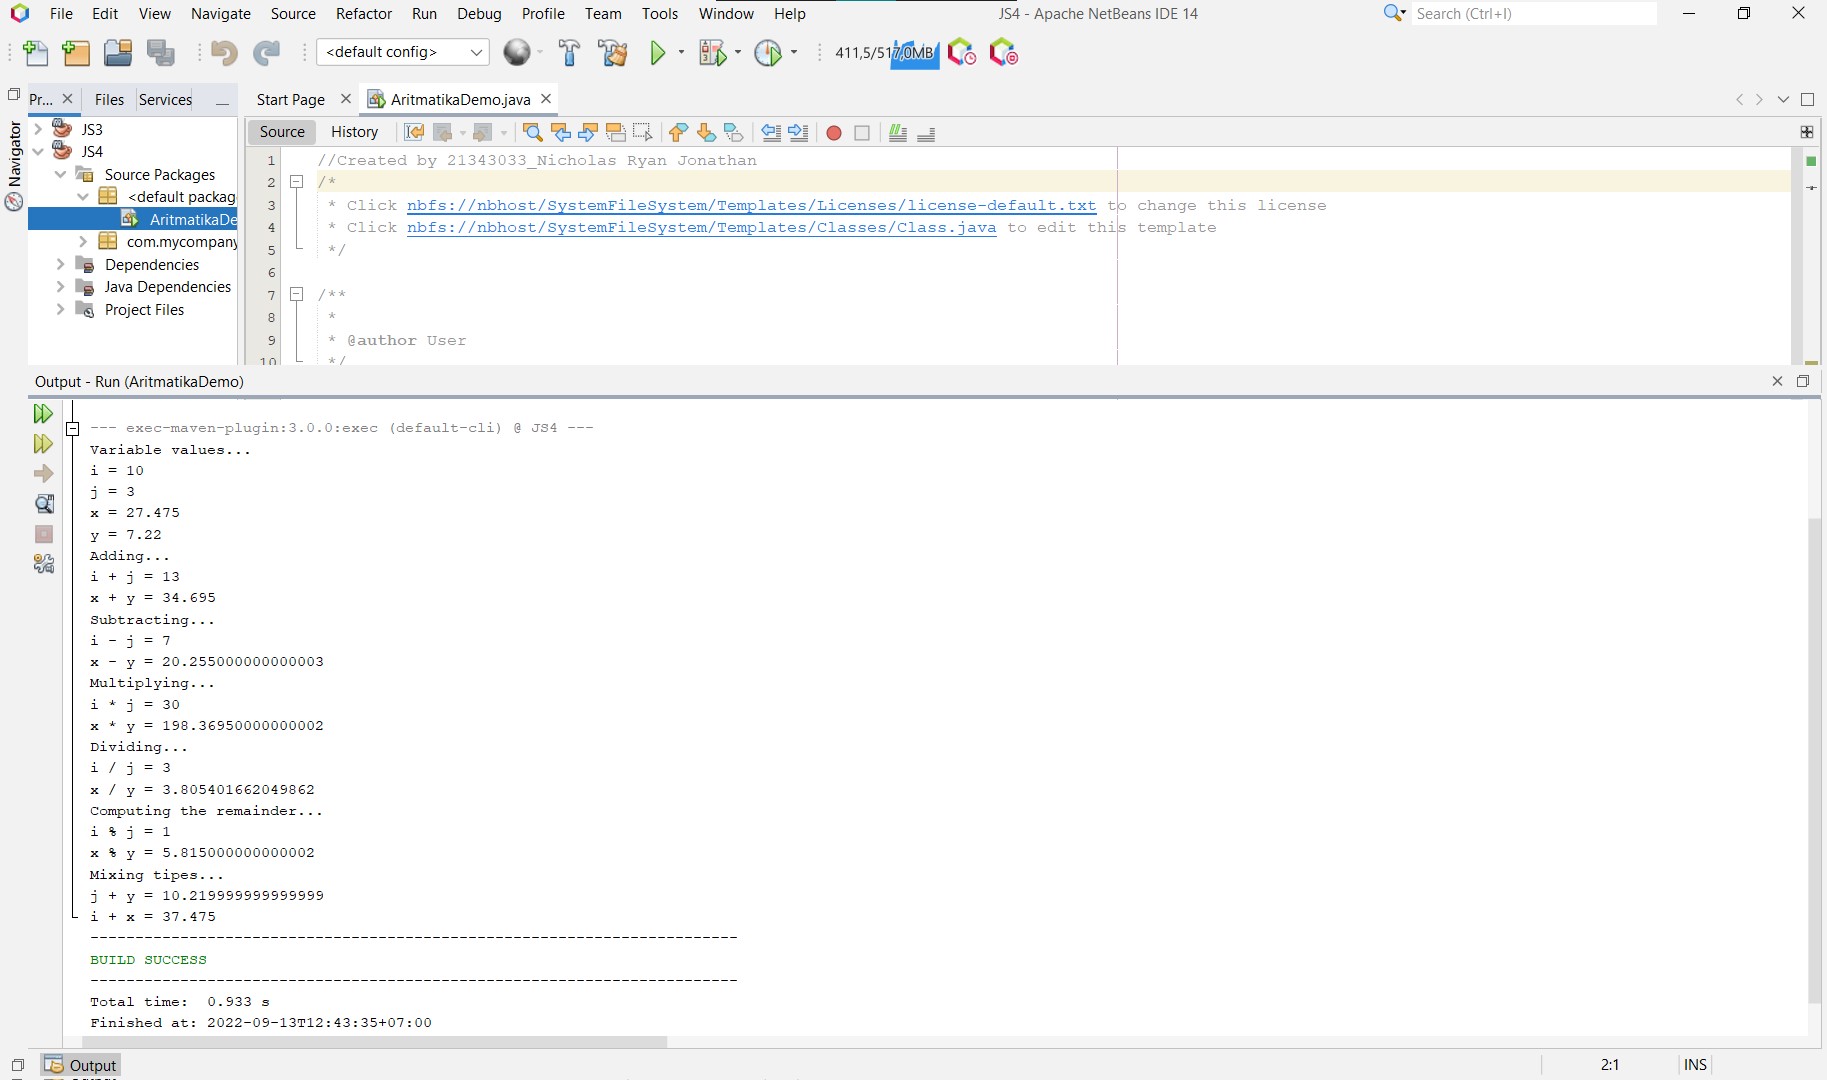 File Edit View Navigate Source Refactor Run Debug Profile Team Tools Window Help JS4 - Apache NetBeans IDE 14 Search (Ctrl+I)
<default config> 411,5/517,0MB
Pr... Files Services Start Page AritmatikaDemo.java
Navigator
JS3
JS4
Source Packages
<default packag
AritmatikaDe
com.mycompany
Dependencies
Java Dependencies
Project Files
Source History
1 //Created by 21343033_Nicholas Ryan Jonathan
2 /*
3 * Click nbfs://nbhost/SystemFileSystem/Templates/Licenses/license-default.txt to change this license
4 * Click nbfs://nbhost/SystemFileSystem/Templates/Classes/Class.java to edit this template
5 */
6
7 /**
8 *
9 * @author User
10 */
Output - Run (AritmatikaDemo)
--- exec-maven-plugin:3.0.0:exec (default-cli) @ JS4 ---
Variable values...
i = 10
j = 3
x = 27.475
y = 7.22
Adding...
i + j = 13
x + y = 34.695
Subtracting...
i - j = 7
x - y = 20.255000000000003
Multiplying...
i * j = 30
x * y = 198.36950000000002
Dividing...
i / j = 3
x / y = 3.805401662049862
Computing the remainder...
i % j = 1
x % y = 5.815000000000002
Mixing tipes...
j + y = 10.219999999999999
i + x = 37.475
------------------------------------------------------------------------
BUILD SUCCESS
------------------------------------------------------------------------
Total time:  0.933 s
Finished at: 2022-09-13T12:43:35+07:00
Output 2:1 INS